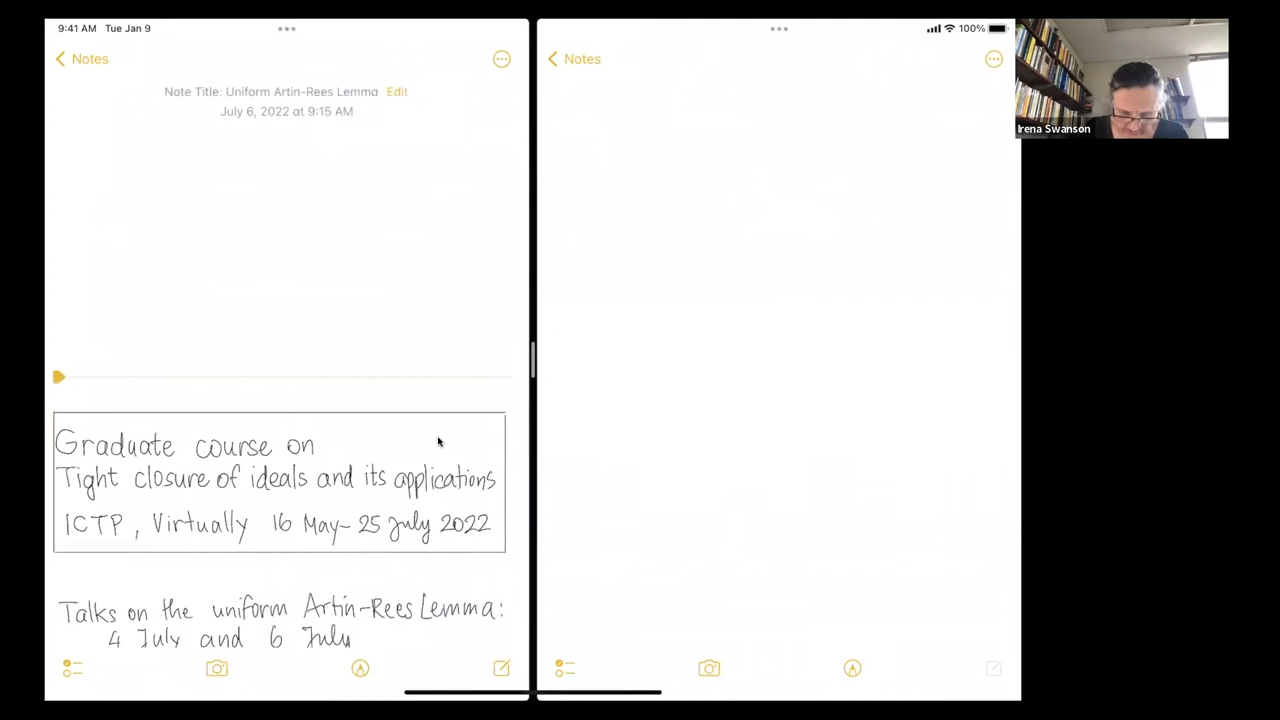 9:41 AM Tue Jan 9
100%
Notes
Notes
Note Title: Uniform Artin-Rees Lemma Edit
July 6, 2022 at 9:15 AM
Irena Swanson
Graduate course on
Tight closure of ideals and its applications
ICTP, Virtually 16 May - 25 July 2022
Talks on the uniform Artin-Rees Lemma:
4 July and 6 July